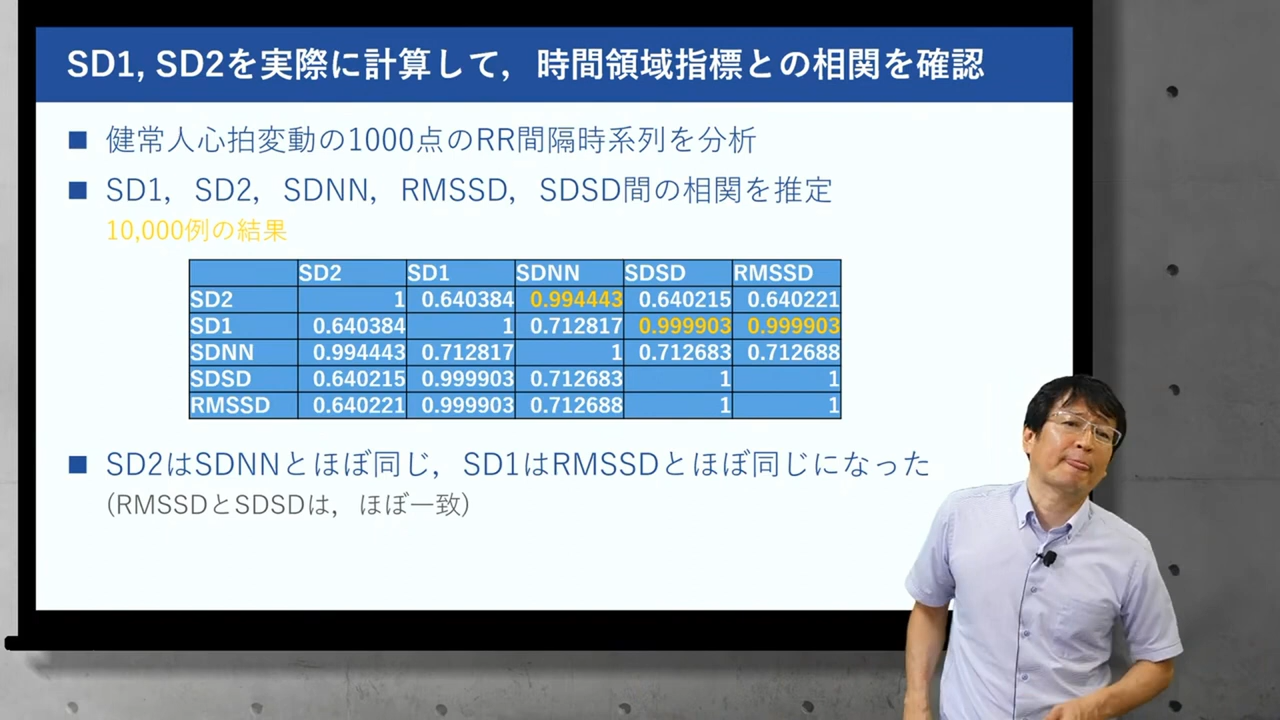 SD1, SD2を実際に計算して，時間領域指標との相関を確認
■ 健常人心拍変動の1000点のRR間隔時系列を分析
■ SD1，SD2，SDNN，RMSSD，SDSD間の相関を推定
10,000例の結果
SD2 SD1 SDNN SDSD RMSSD
SD2 1 0.640384 0.994443 0.640215 0.640221
SD1 0.640384 1 0.712817 0.999903 0.999903
SDNN 0.994443 0.712817 1 0.712683 0.712688
SDSD 0.640215 0.999903 0.712683 1 1
RMSSD 0.640221 0.999903 0.712688 1 1
■ SD2はSDNNとほぼ同じ，SD1はRMSSDとほぼ同じになった
(RMSSDとSDSDは，ほぼ一致)